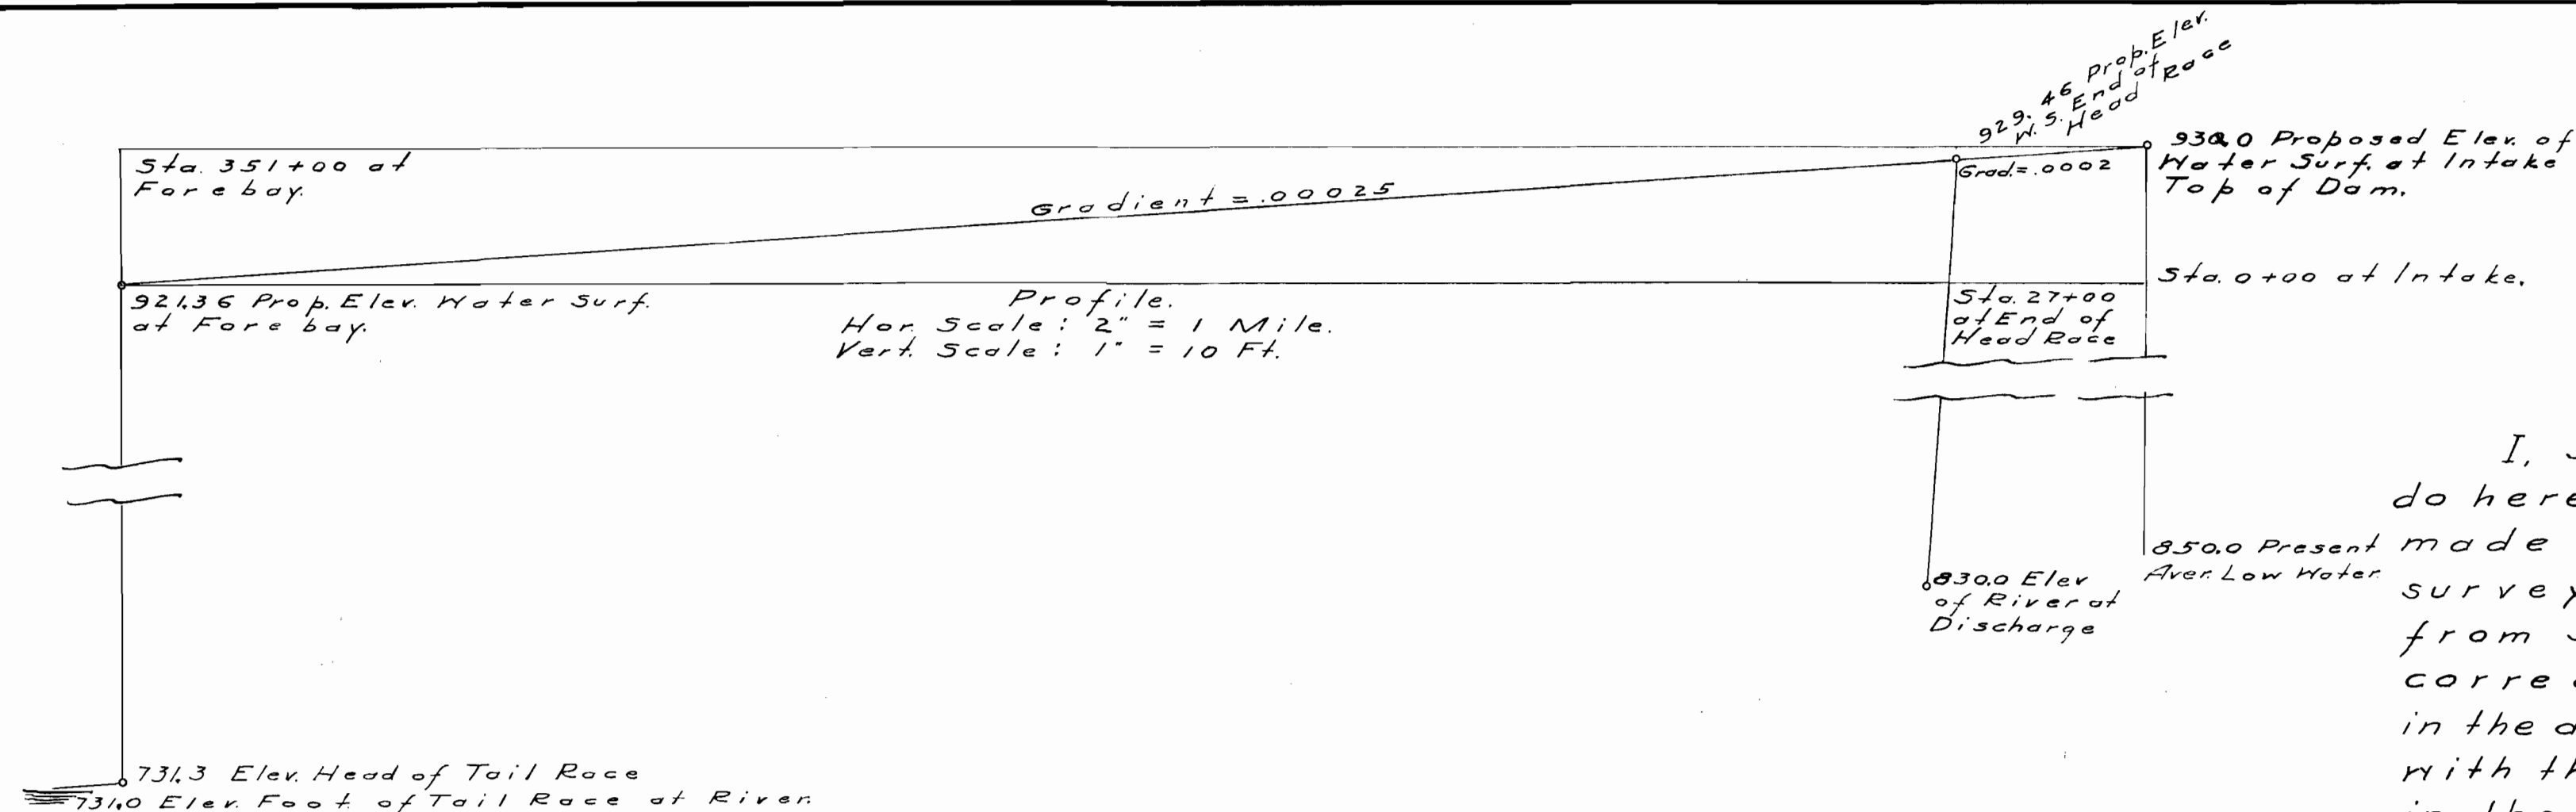 929.46 Prop. Elev.
W.S. End of
Head Race
930.0 Proposed Elev. of
Water Surf. at Intake
Top of Dam.
Sta. 351+00 at
Forebay.
Gradient = .00025
Grad. = .0002
Sta. 0+00 at Intake.
921.36 Prop. Elev. Water Surf.
at Forebay.
Profile.
Hor. Scale: 2" = 1 Mile.
Vert. Scale: 1" = 10 Ft.
Sta. 27+00
at End of
Head Race
850.0 Present
Aver. Low Water
830.0 Elev
of River at
Discharge
731.3 Elev. Head of Tail Race
731.0 Elev. Foot of Tail Race at River.
I,
do here
made
survey
from
corre
in the
with th